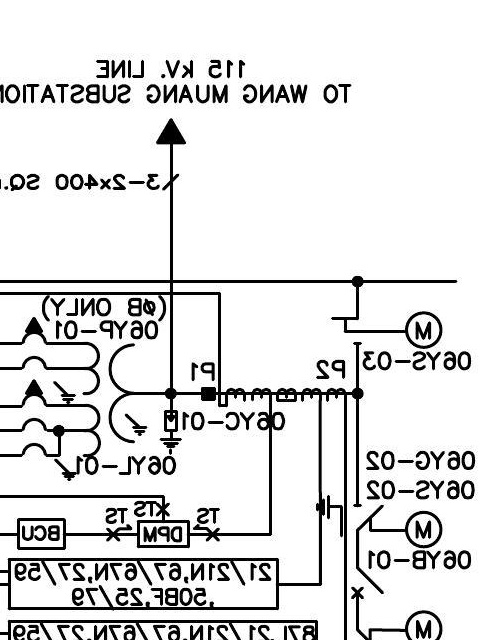 115 kV. LINE
TO WANG MUANG SUBSTATION
3-2x400 SQ.
(ØB ONLY)
06YP-01
M
06YS-03
P1
P2
06YC-01
06YL-01
06YG-02
06YS-02
TS
STX
TS
BCU
DPM
M
06YB-01
21/21N,67/67N,27/59
,50BF,25/79
87L,21/21N,67/67N,27/59
M